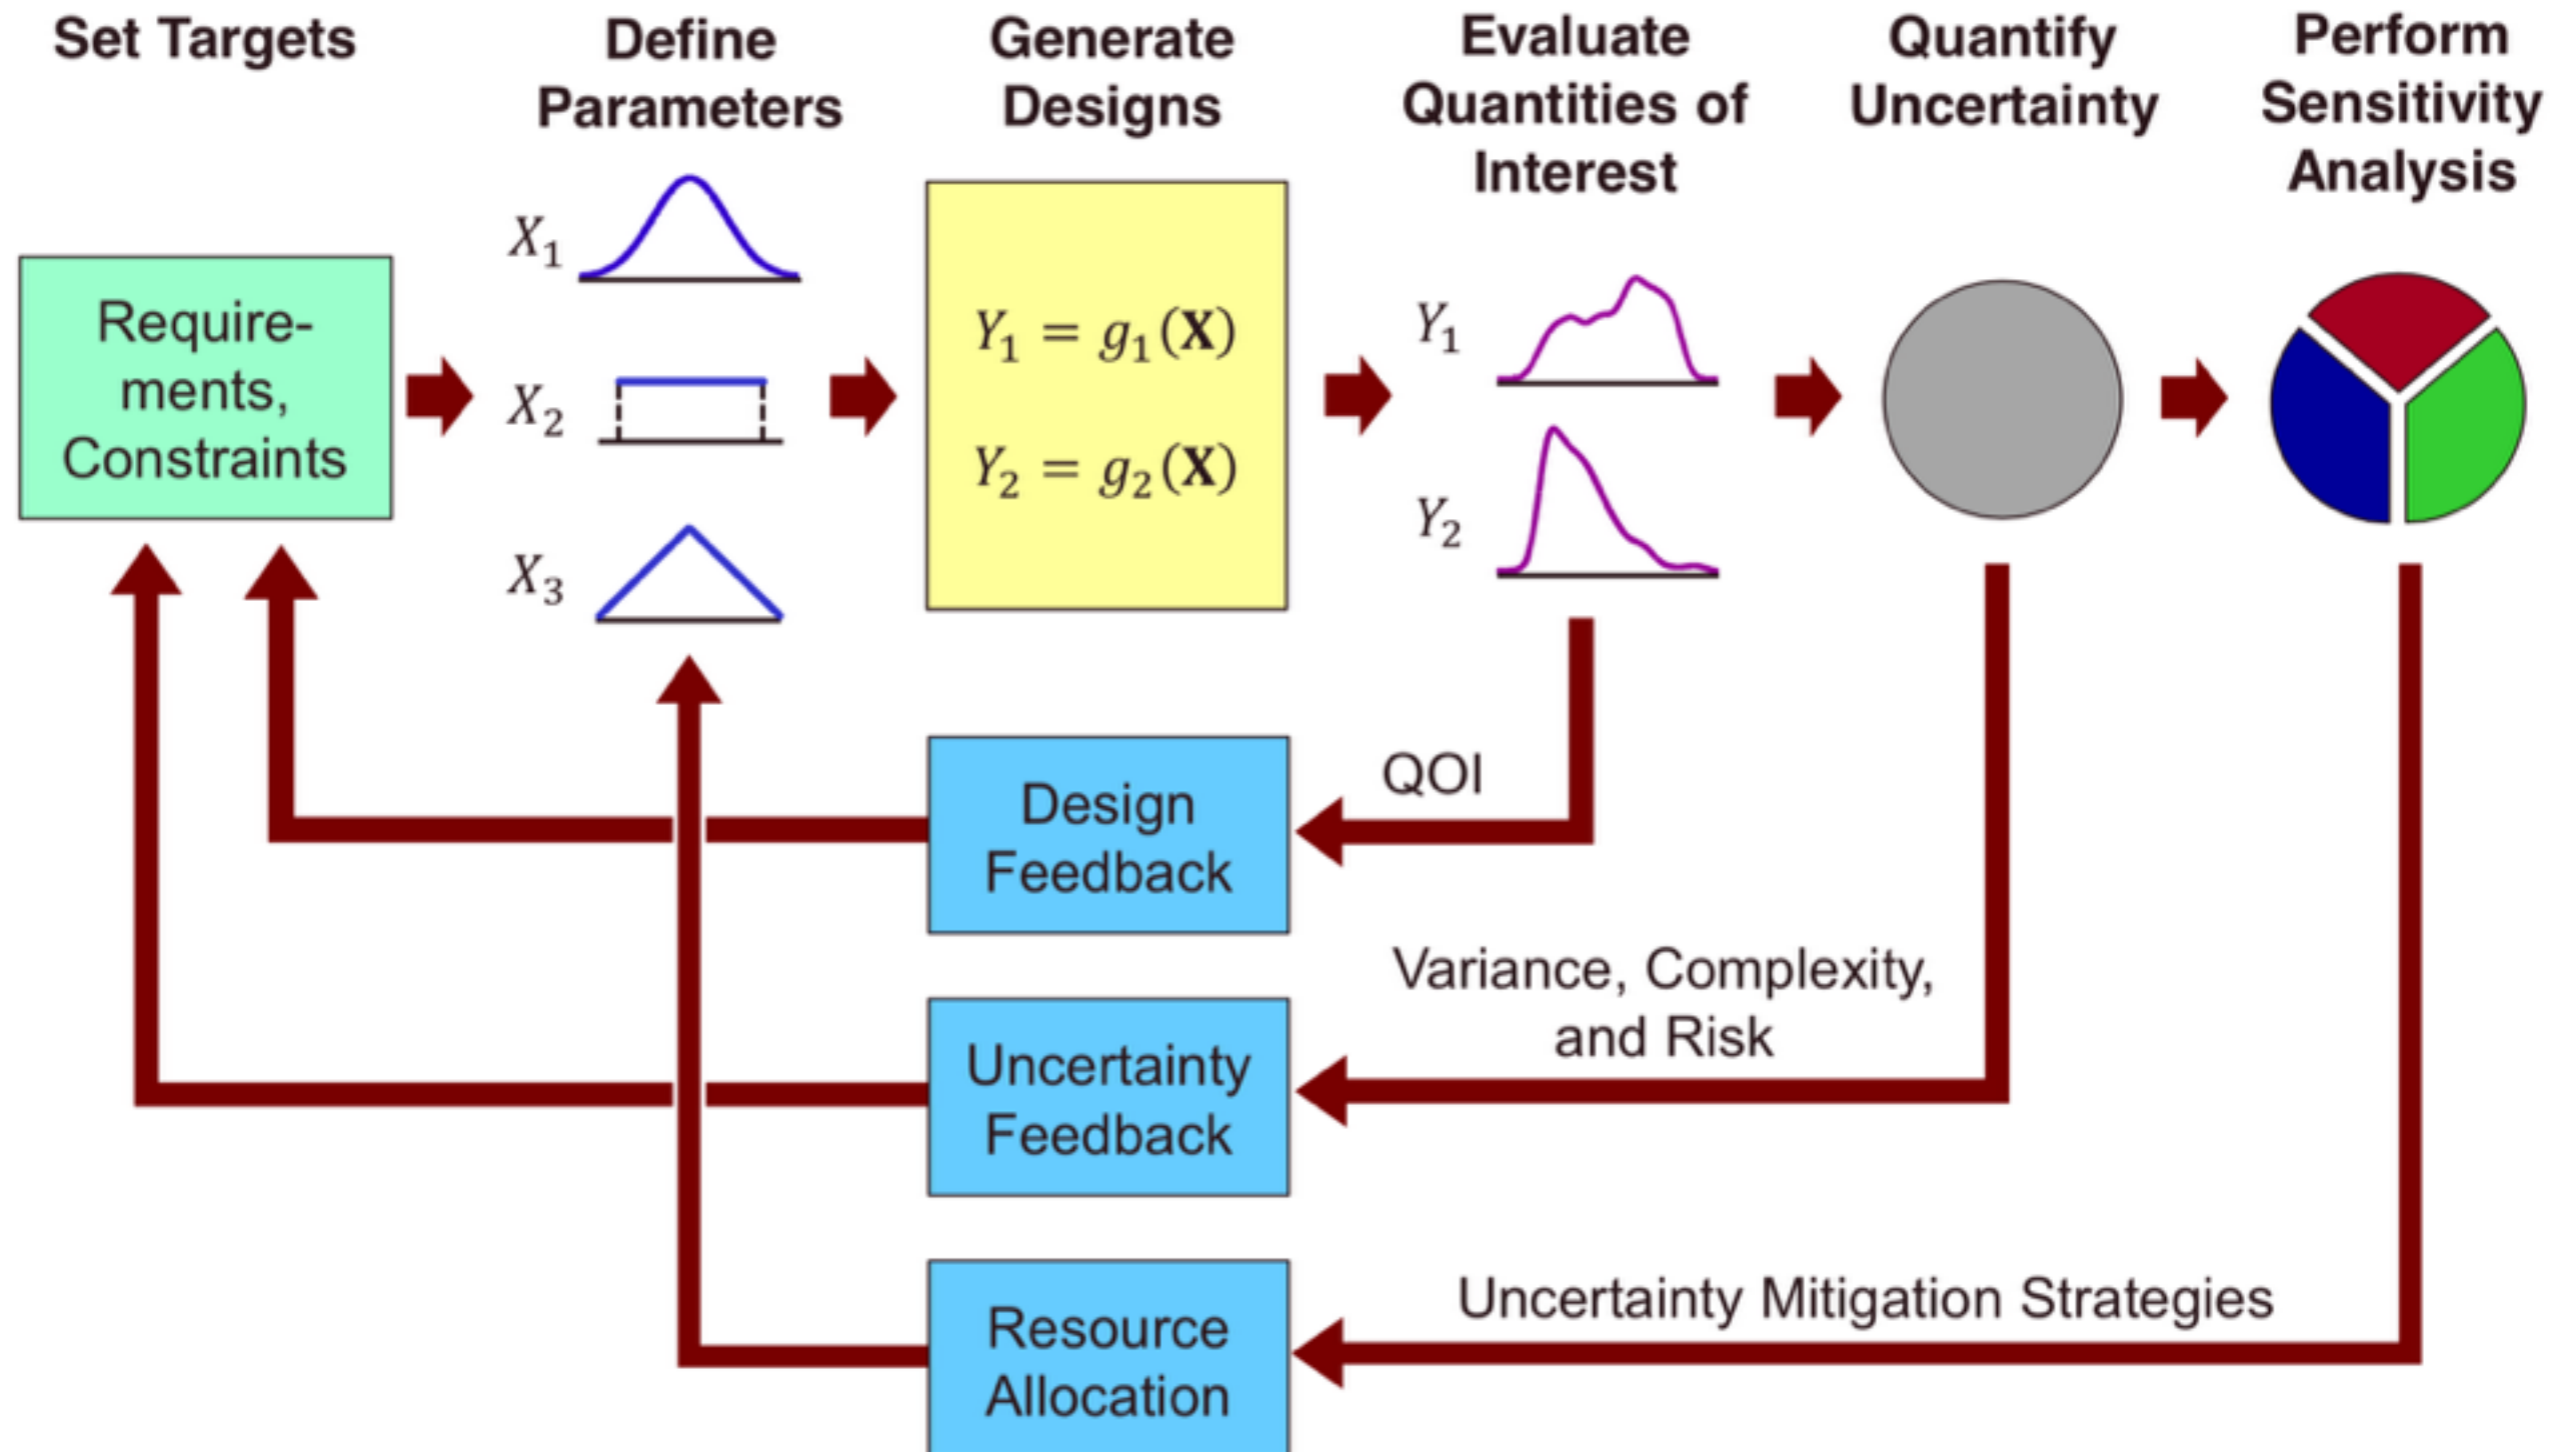 Set Targets
Define
Parameters
Generate
Designs
Evaluate
Quantities of
Interest
Quantify
Uncertainty
Perform
Sensitivity
Analysis
Require-
ments,
Constraints
X₁
X₂
X₃
Y₁ = g₁(X)
Y₂ = g₂(X)
Y₁
Y₂
Design
Feedback
QOI
Uncertainty
Feedback
Variance, Complexity,
and Risk
Resource
Allocation
Uncertainty Mitigation Strategies